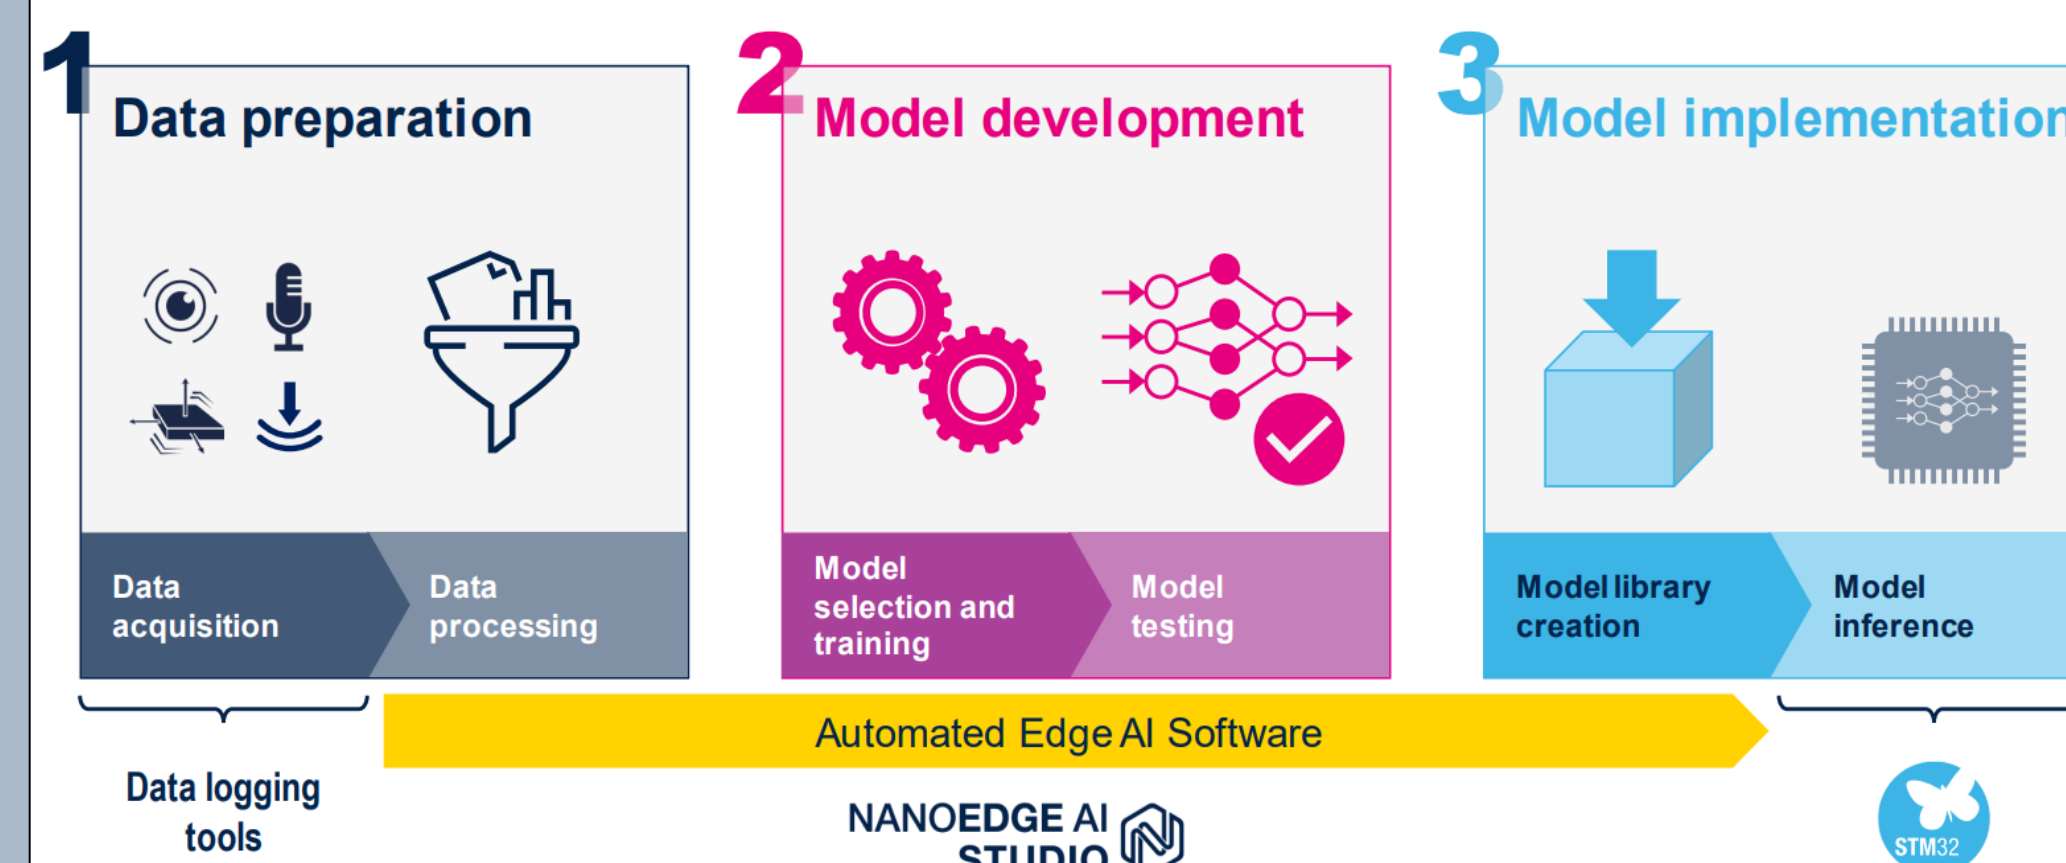 1
Data preparation
Data
acquisition
Data
processing
2
Model development
Model
selection and
training
Model
testing
3
Model implementation
Model library
creation
Model
inference
Automated Edge AI Software
Data logging
tools
NANOEDGE AI
STUDIO
STM32